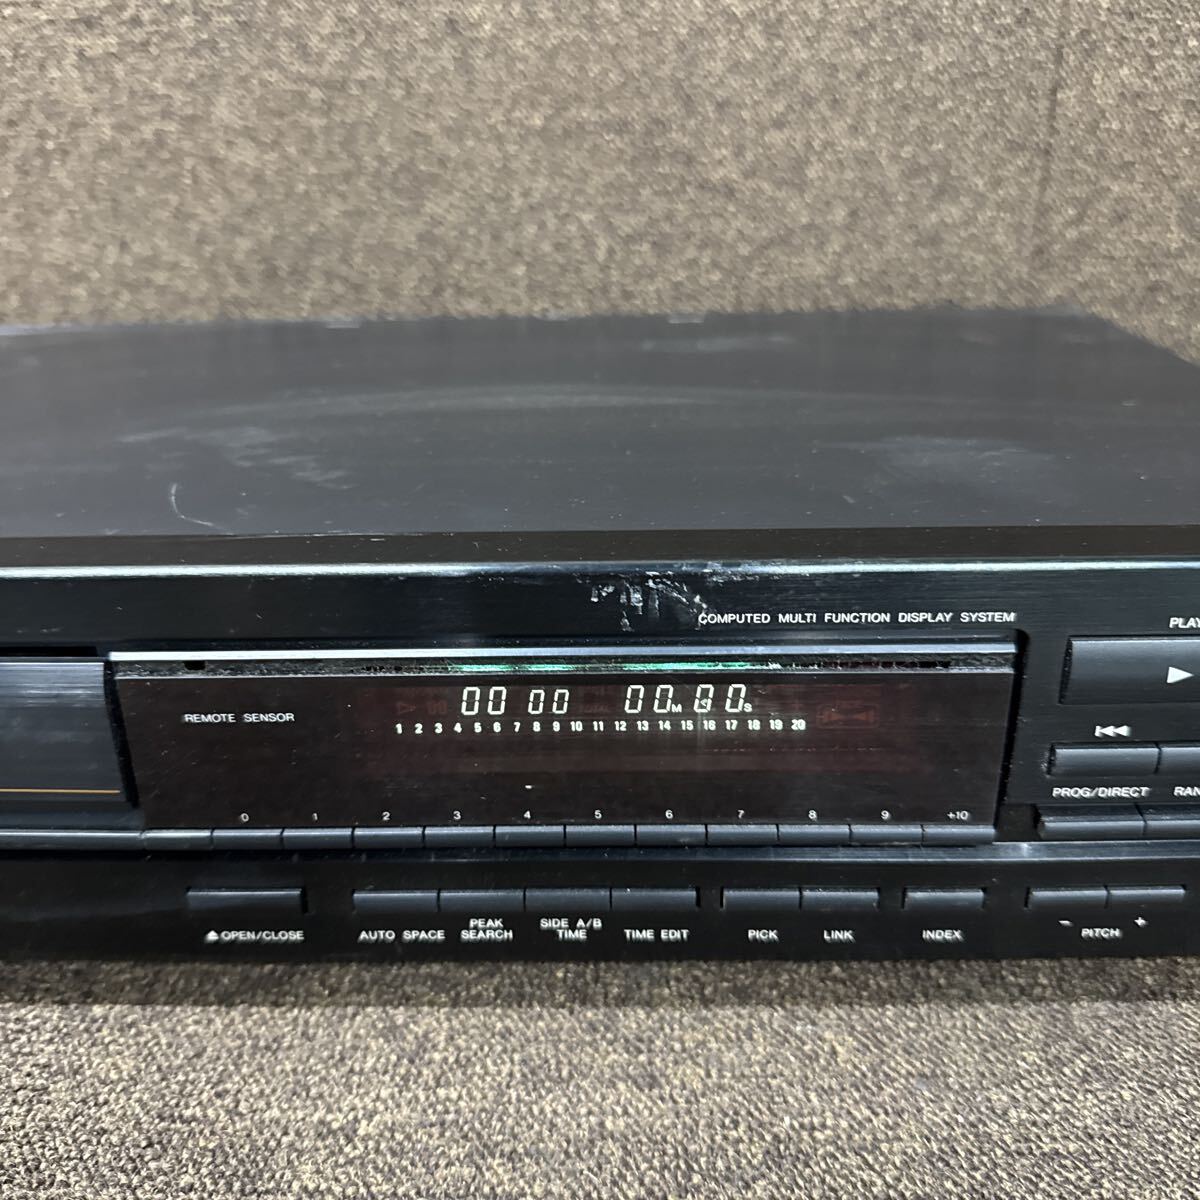 COMPUTED MULTI FUNCTION DISPLAY SYSTEM
PLAY
REMOTE SENSOR
00 00 00M 00S
1 2 3 4 5 6 7 8 9 10 11 12 13 14 15 16 17 18 19 20
PROG/DIRECT
0 1 2 3 4 5 6 7 8 9 +10
OPEN/CLOSE
AUTO SPACE
PEAK
SEARCH
SIDE A/B
TIME
TIME EDIT
PICK
LINK
INDEX
- PITCH +